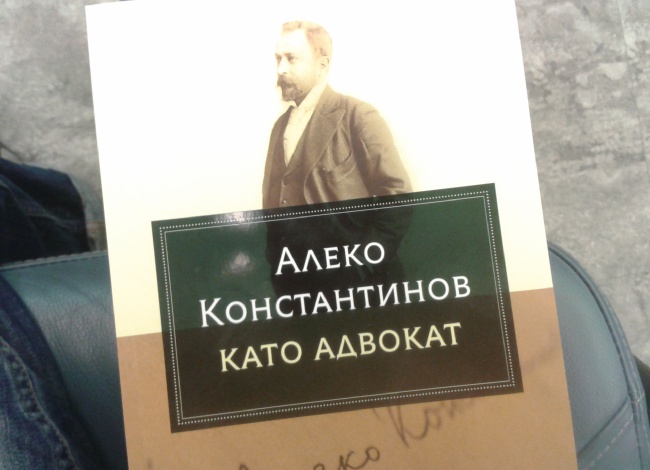 Алеко
Константинов
като адвокат